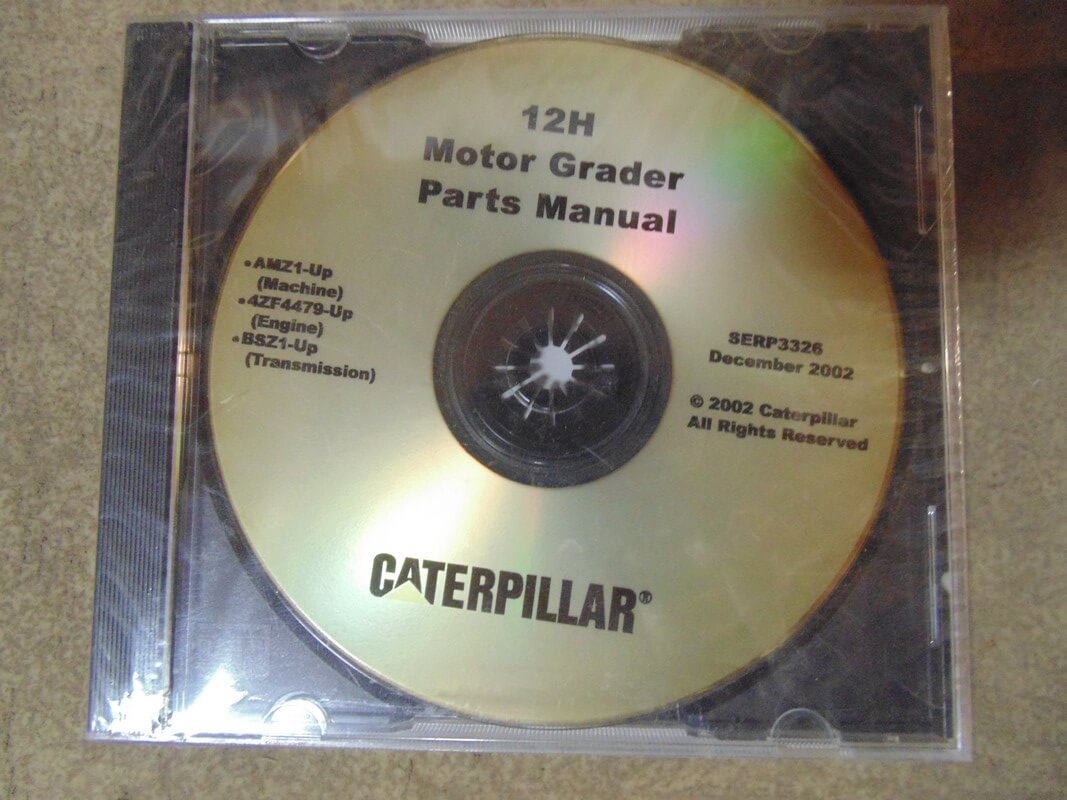 12H
Motor Grader
Parts Manual
•AMZ1-Up
(Machine)
•4ZF4479-Up
(Engine)
•BSZ1-Up
(Transmission)
SERP3326
December 2002
© 2002 Caterpillar
All Rights Reserved
CATERPILLAR®